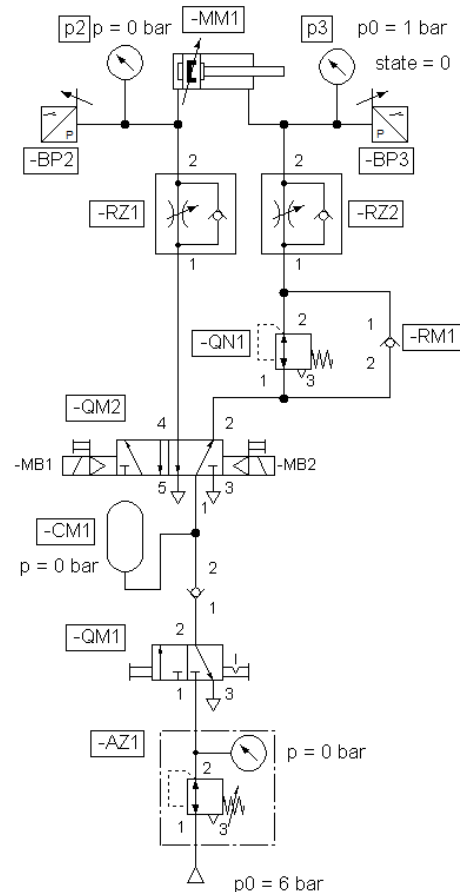 p2 p = 0 bar
-MM1
p3 p0 = 1 bar
state = 0
P
P
-BP2
-BP3
2
2
-RZ1
-RZ2
1
1
2
1
-QN1
-RM1
1
3
2
-QM2
4
2
-MB1
-MB2
5
1
3
-CM1
p = 0 bar
2
1
-QM1
2
1
3
-AZ1
p = 0 bar
2
1
3
p0 = 6 bar